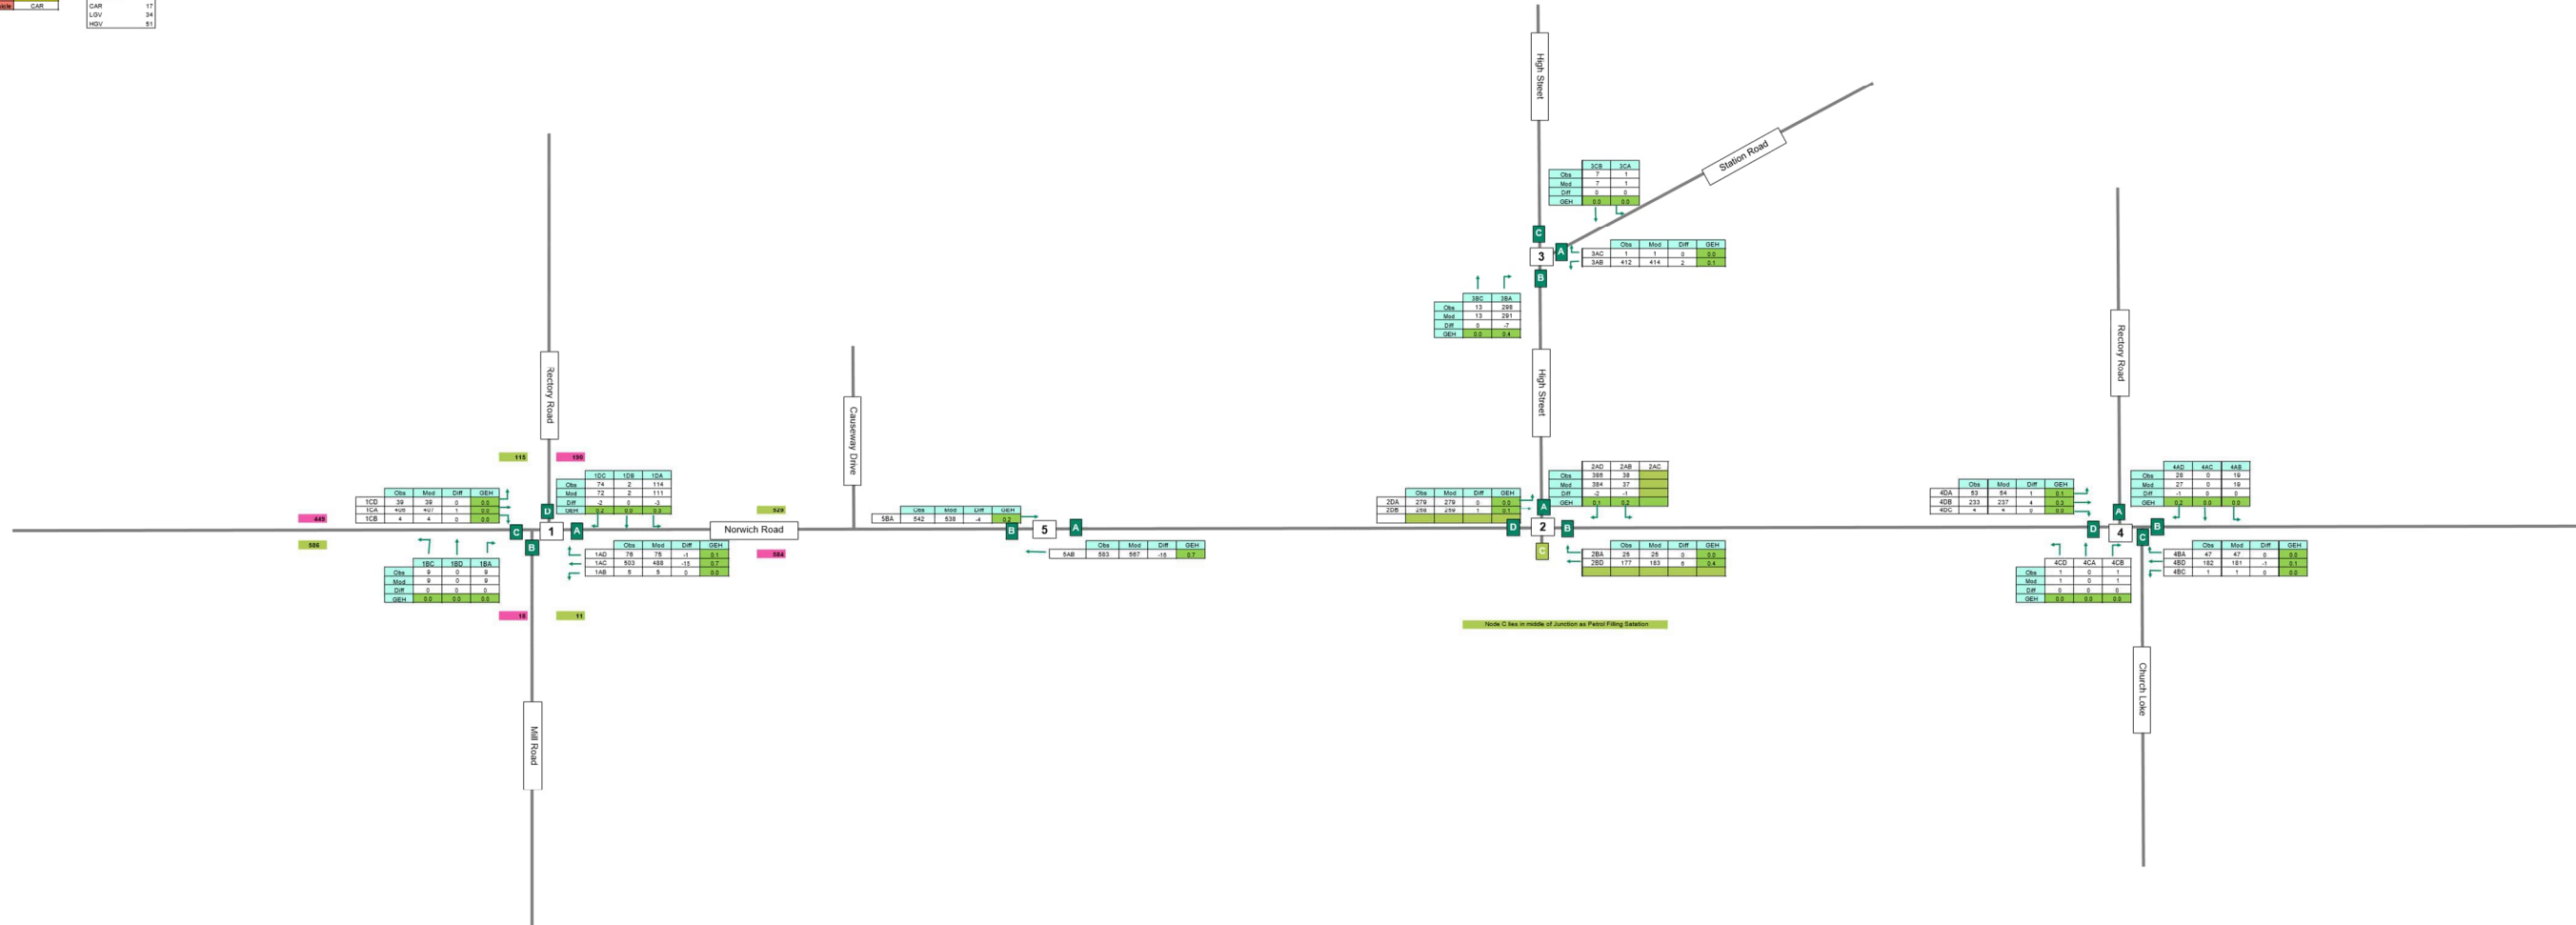 CAR
CAR 17
LGV 34
HGV 51
High Street
Station Road
3CB 3CA
Obs 7 1
Mod 7 1
Diff 0 0
GEH 0.0 0.0
C
3
A
B
Obs Mod Diff GEH
3AC 1 1 0 0.0
3AB 412 414 2 0.1
3BC 3BA
Obs 13 298
Mod 13 291
Diff 0 -7
GEH 0.0 0.4
Rectory Road
Causeway Drive
High Street
Rectory Road
115
190
1DC 1DB 1DA
Obs 74 2 114
Mod 72 2 111
Diff -2 0 -3
GEH 0.2 0.0 0.3
Obs Mod Diff GEH
1CD 39 39 0 0.0
1CA 406 407 1 0.0
1CB 4 4 0 0.0
449
586
D
C
1
A
B
Norwich Road
529
584
1BC 1BD 1BA
Obs 9 0 9
Mod 9 0 9
Diff 0 0 0
GEH 0.0 0.0 0.0
Obs Mod Diff GEH
1AD 76 75 -1 0.1
1AC 503 488 -15 0.7
1AB 5 5 0 0.0
18
11
Mill Road
Obs Mod Diff GEH
5BA 542 538 -4 0.2
B
5
A
Obs Mod Diff GEH
5AB 583 567 -16 0.7
2AD 2AB 2AC
Obs 386 38
Mod 384 37
Diff -2 -1
GEH 0.1 0.2
Obs Mod Diff GEH
2DA 279 279 0 0.0
2DB 1 0.1
A
D
2
B
C
Obs Mod Diff GEH
2BA 25 25 0 0.0
2BD 177 183 6 0.4
Node C lies in middle of Junction as Petrol Filling Satation
4AD 4AC 4AB
Obs 28 0 19
Mod 27 0 19
Diff -1 0 0
GEH 0.2 0.0 0.0
Obs Mod Diff GEH
4DA 53 54 1 0.1
4DB 233 237 4 0.3
4DC 4 4 0 0.0
A
D
4
B
C
4CD 4CA 4CB
Obs 1 0 1
Mod 1 0 1
Diff 0 0 0
GEH 0.0 0.0 0.0
Obs Mod Diff GEH
4BA 47 47 0 0.0
4BD 182 181 -1 0.1
4BC 1 1 0 0.0
Church Loke